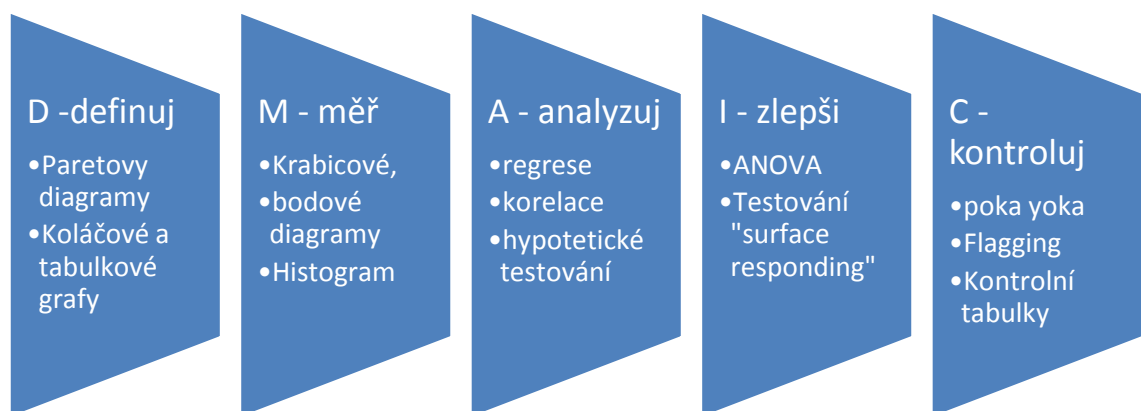 D -definuj
•Paretovy
diagramy
•Koláčové a
tabulkové
grafy
M - měř
•Krabicové,
•bodové
diagramy
•Histogram
A - analyzuj
•regrese
•korelace
•hypotetické
testování
I - zlepši
•ANOVA
•Testování
"surface
responding"
C -
kontroluj
•poka yoka
•Flagging
•Kontrolní
tabulky